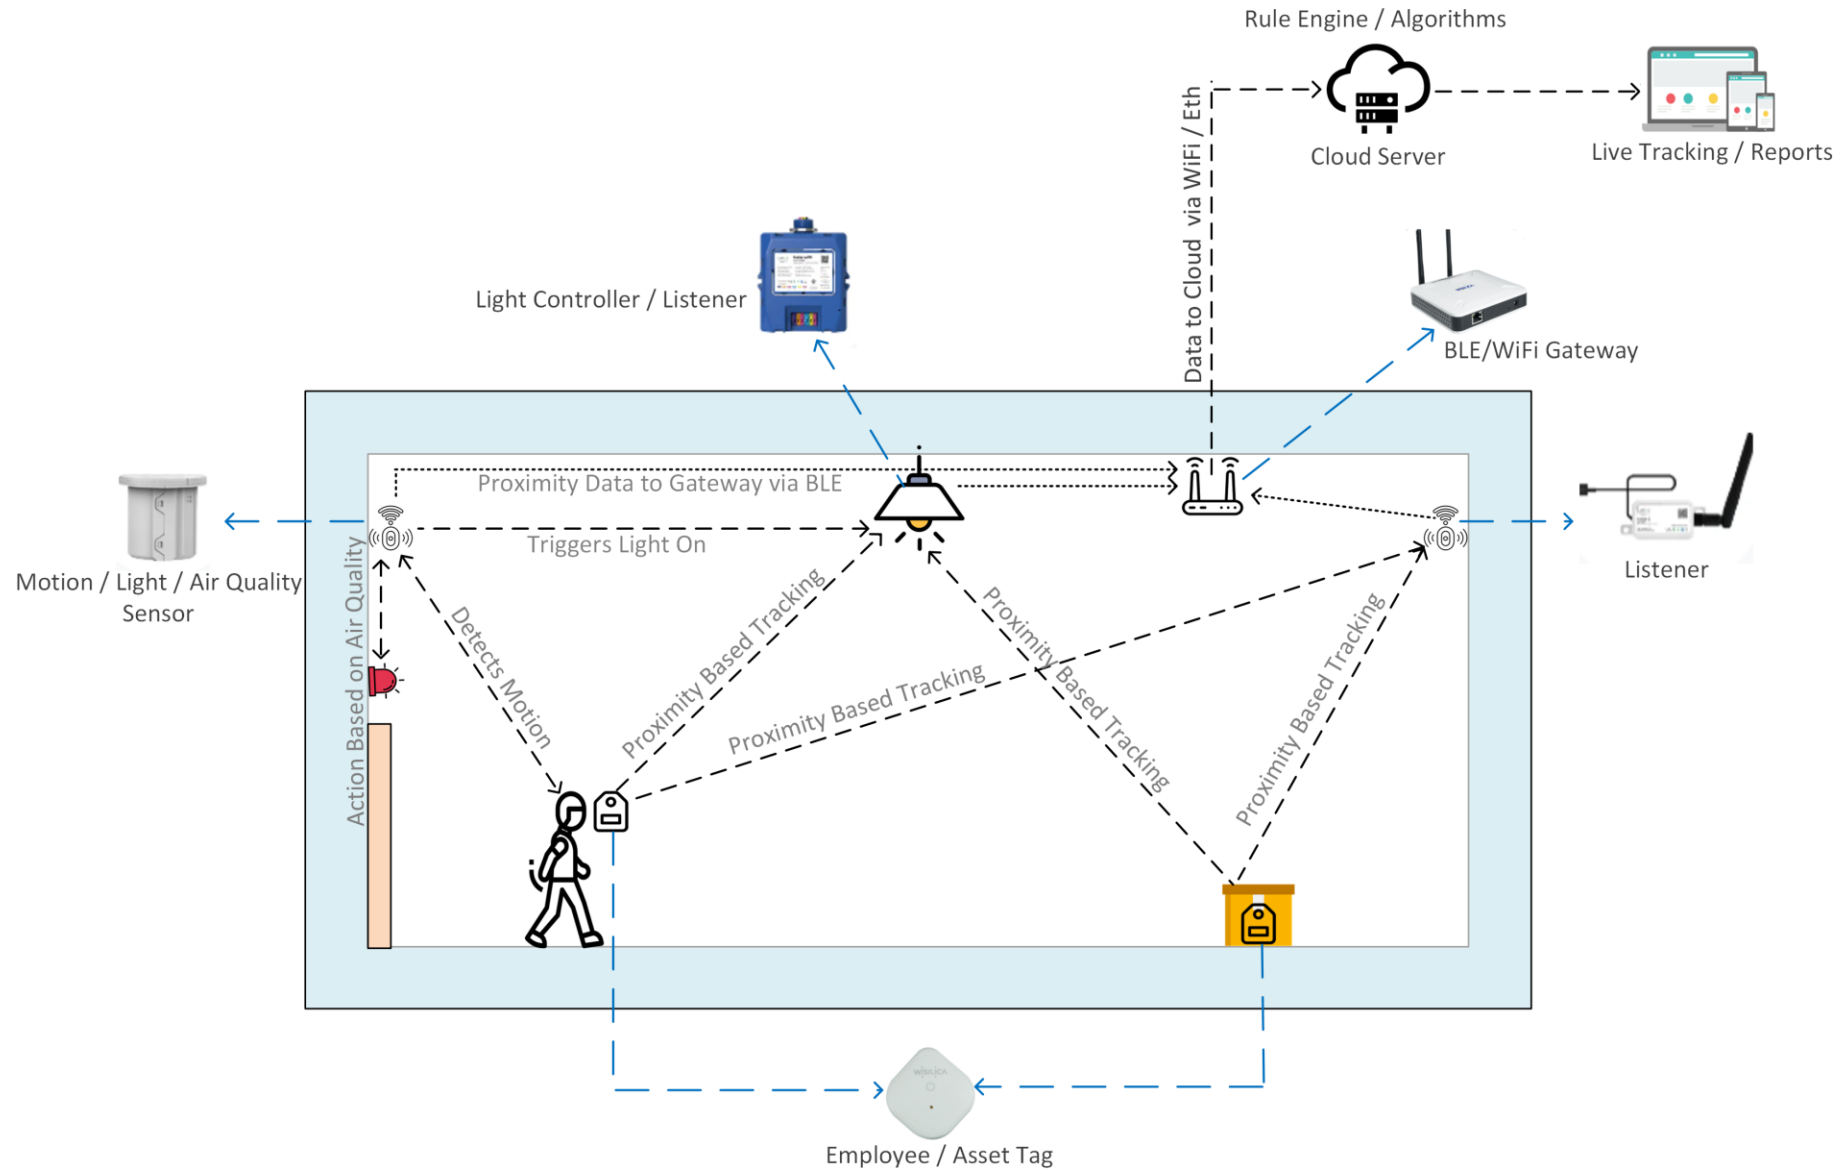 Rule Engine / Algorithms
Cloud Server
Live Tracking / Reports
Data to Cloud via WiFi / Eth
Light Controller / Listener
BLE/WiFi Gateway
Proximity Data to Gateway via BLE
Triggers Light On
Motion / Light / Air Quality
Sensor
Listener
Action Based on Air Quality
Detects Motion
Proximity Based Tracking
Proximity Based Tracking
Proximity Based Tracking
Proximity Based Tracking
WISILICA
Employee / Asset Tag